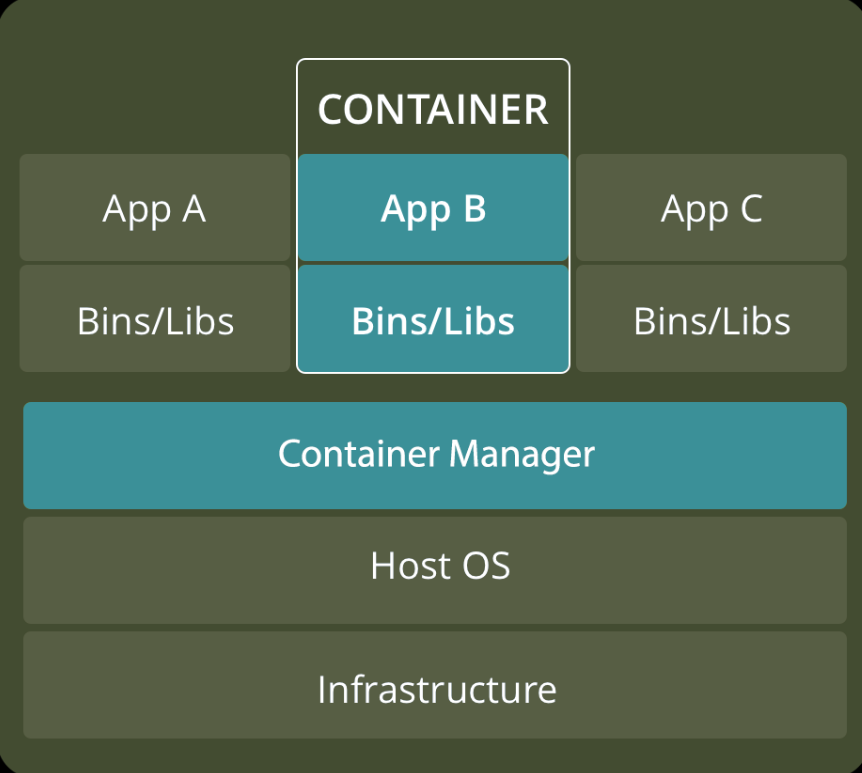 CONTAINER
App A
App B
App C
Bins/Libs
Bins/Libs
Bins/Libs
Container Manager
Host OS
Infrastructure